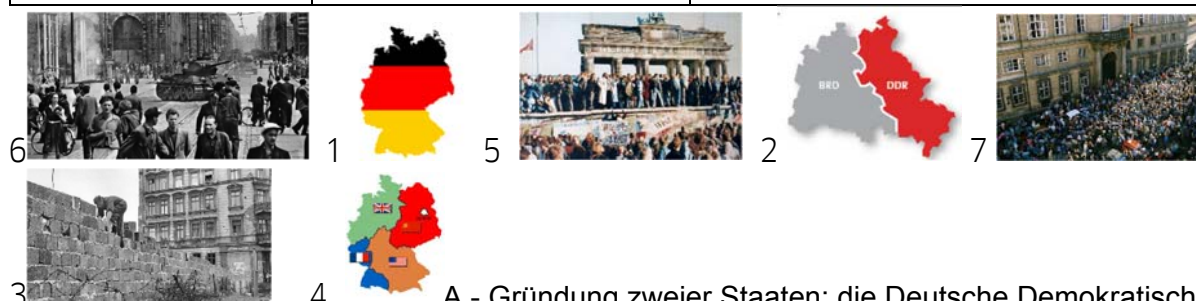 6 1 5 BRD DDR 2 7
3 4 A - Gründung zweier Staaten: die Deutsche Demokratisch